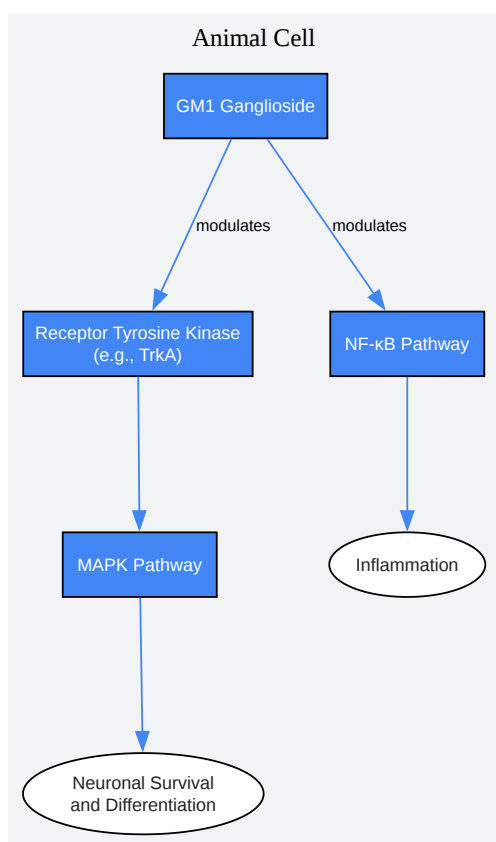 Animal Cell
GM1 Ganglioside
modulates
modulates
Receptor Tyrosine Kinase
(e.g., TrkA)
NF-κB Pathway
MAPK Pathway
Inflammation
Neuronal Survival
and Differentiation